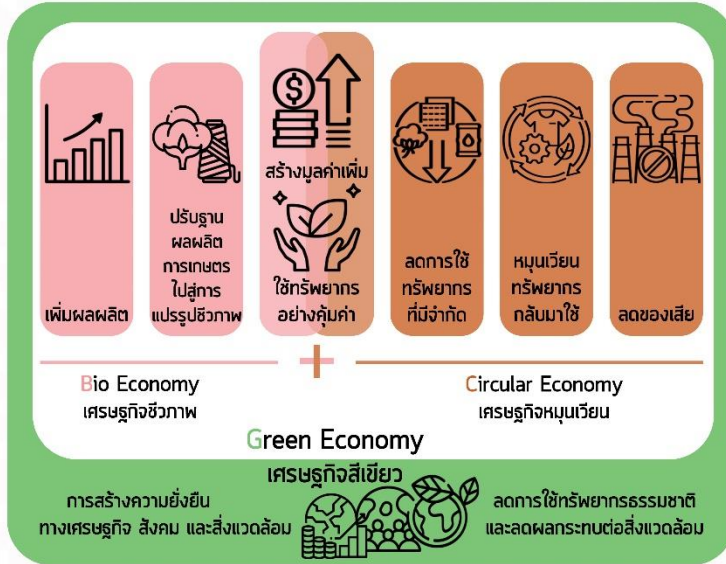 เพิ่มผลผลิต
ปรับฐาน
ผลผลิต
การเกษตร
ไปสู่การ
แปรรูปชีวภาพ
$
สร้างมูลค่าเพิ่ม
ใช้ทรัพยากร
อย่างคุ้มค่า
ลดการใช้
ทรัพยากร
ที่มีจำกัด
หมุนเวียน
ทรัพยากร
กลับมาใช้
ลดของเสีย
+
Bio Economy
เศรษฐกิจชีวภาพ
Circular Economy
เศรษฐกิจหมุนเวียน
Green Economy
เศรษฐกิจสีเขียว
การสร้างความยั่งยืน
ทางเศรษฐกิจ สังคม และสิ่งแวดล้อม
ลดการใช้ทรัพยากรธรรมชาติ
และลดผลกระทบต่อสิ่งแวดล้อม